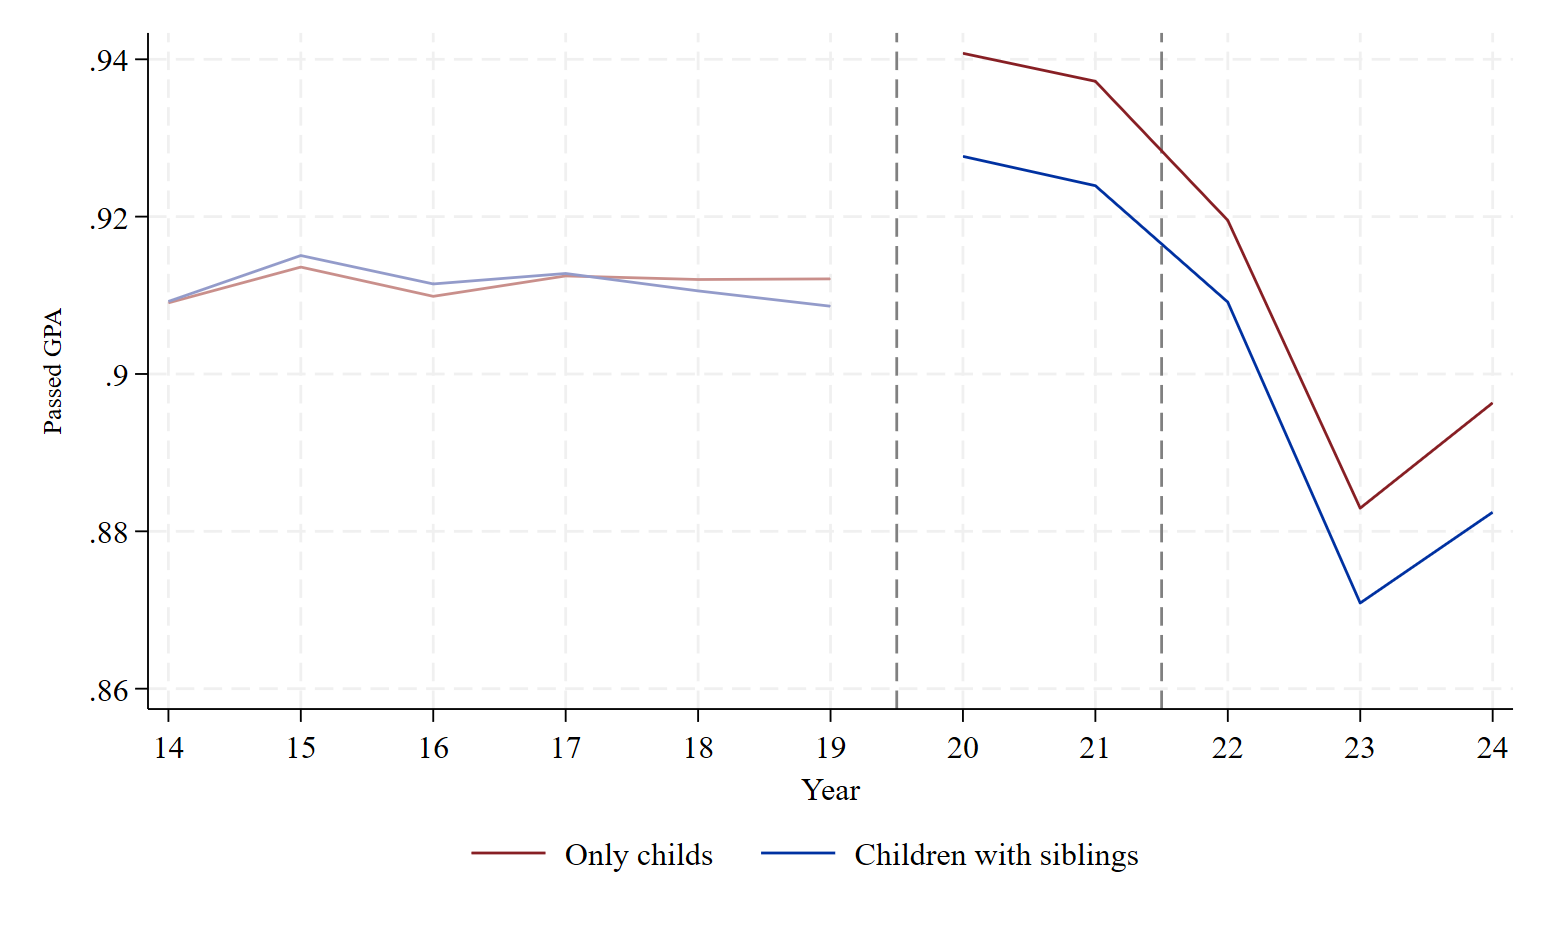 .94
.92
.9
.88
.86
Passed GPA
14 15 16 17 18 19 20 21 22 23 24
Year
Only childs Children with siblings